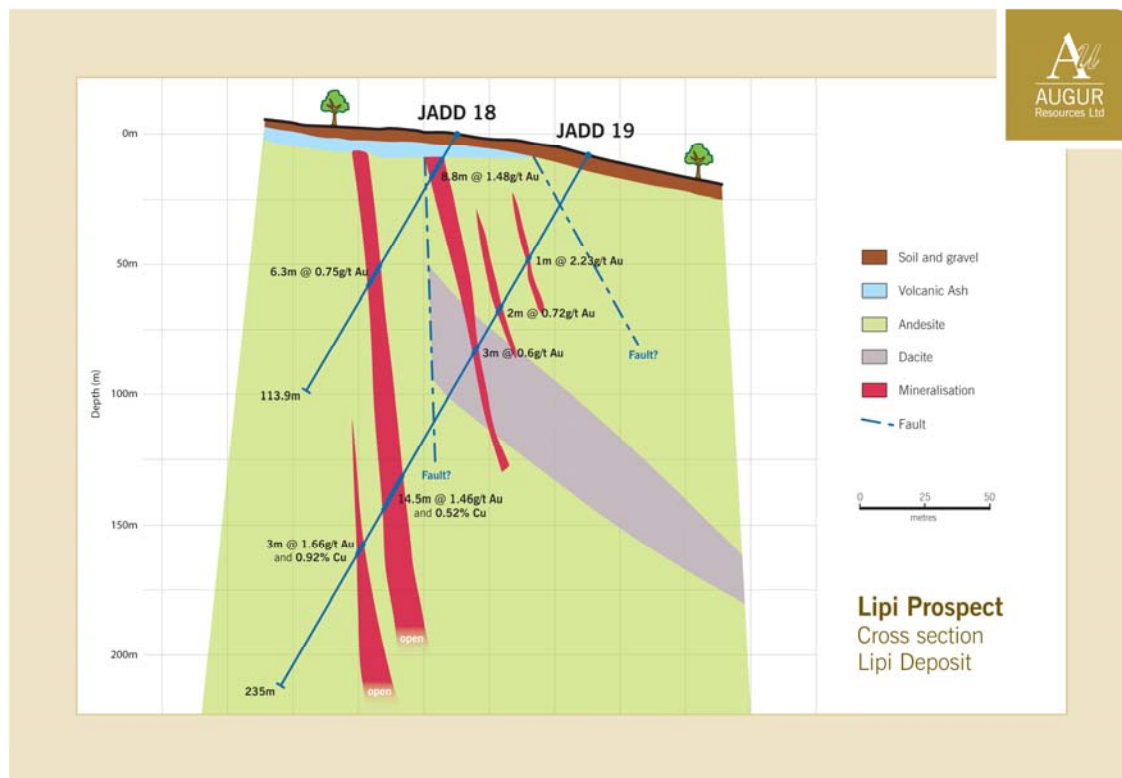 Au
AUGUR
Resources Ltd
JADD 18
JADD 19
0m
50m
100m
150m
200m
Depth (m)
8.8m @ 1.48g/t Au
6.3m @ 0.75g/t Au
1m @ 2.23g/t Au
2m @ 0.72g/t Au
3m @ 0.6g/t Au
Fault?
113.9m
Fault?
14.5m @ 1.46g/t Au
and 0.52% Cu
3m @ 1.66g/t Au
and 0.92% Cu
open
open
235m
Soil and gravel
Volcanic Ash
Andesite
Dacite
Mineralisation
Fault
0 25 50
metres
Lipi Prospect
Cross section
Lipi Deposit